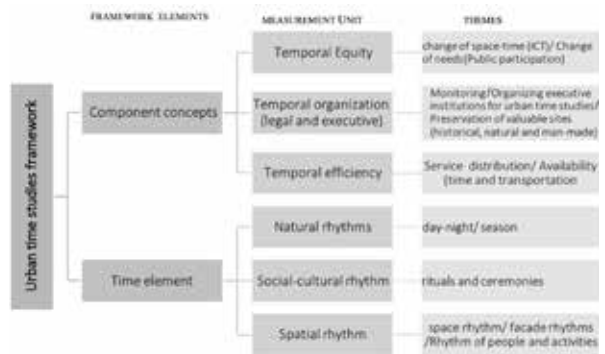 FRAMEWORK ELEMENTS
MEASUREMENT UNIT
THEMES
Urban time studies framework
Component concepts
Temporal Equity
change of space-time (ICT)/ Change
of needs(Public participation)
Temporal organization
(legal and executive)
Monitoring/Organizing executive
institutions for urban time studies/
Preservation of valuable sites
(historical, natural and man-made)
Temporal efficiency
Service- distribution/ Availability
(time and transportation
Time element
Natural rhythms
day-night/ season
Social-cultural rhythm
rituals and ceremonies
Spatial rhythm
space rhythm/ facade rhythms
/Rhythm of people and activities